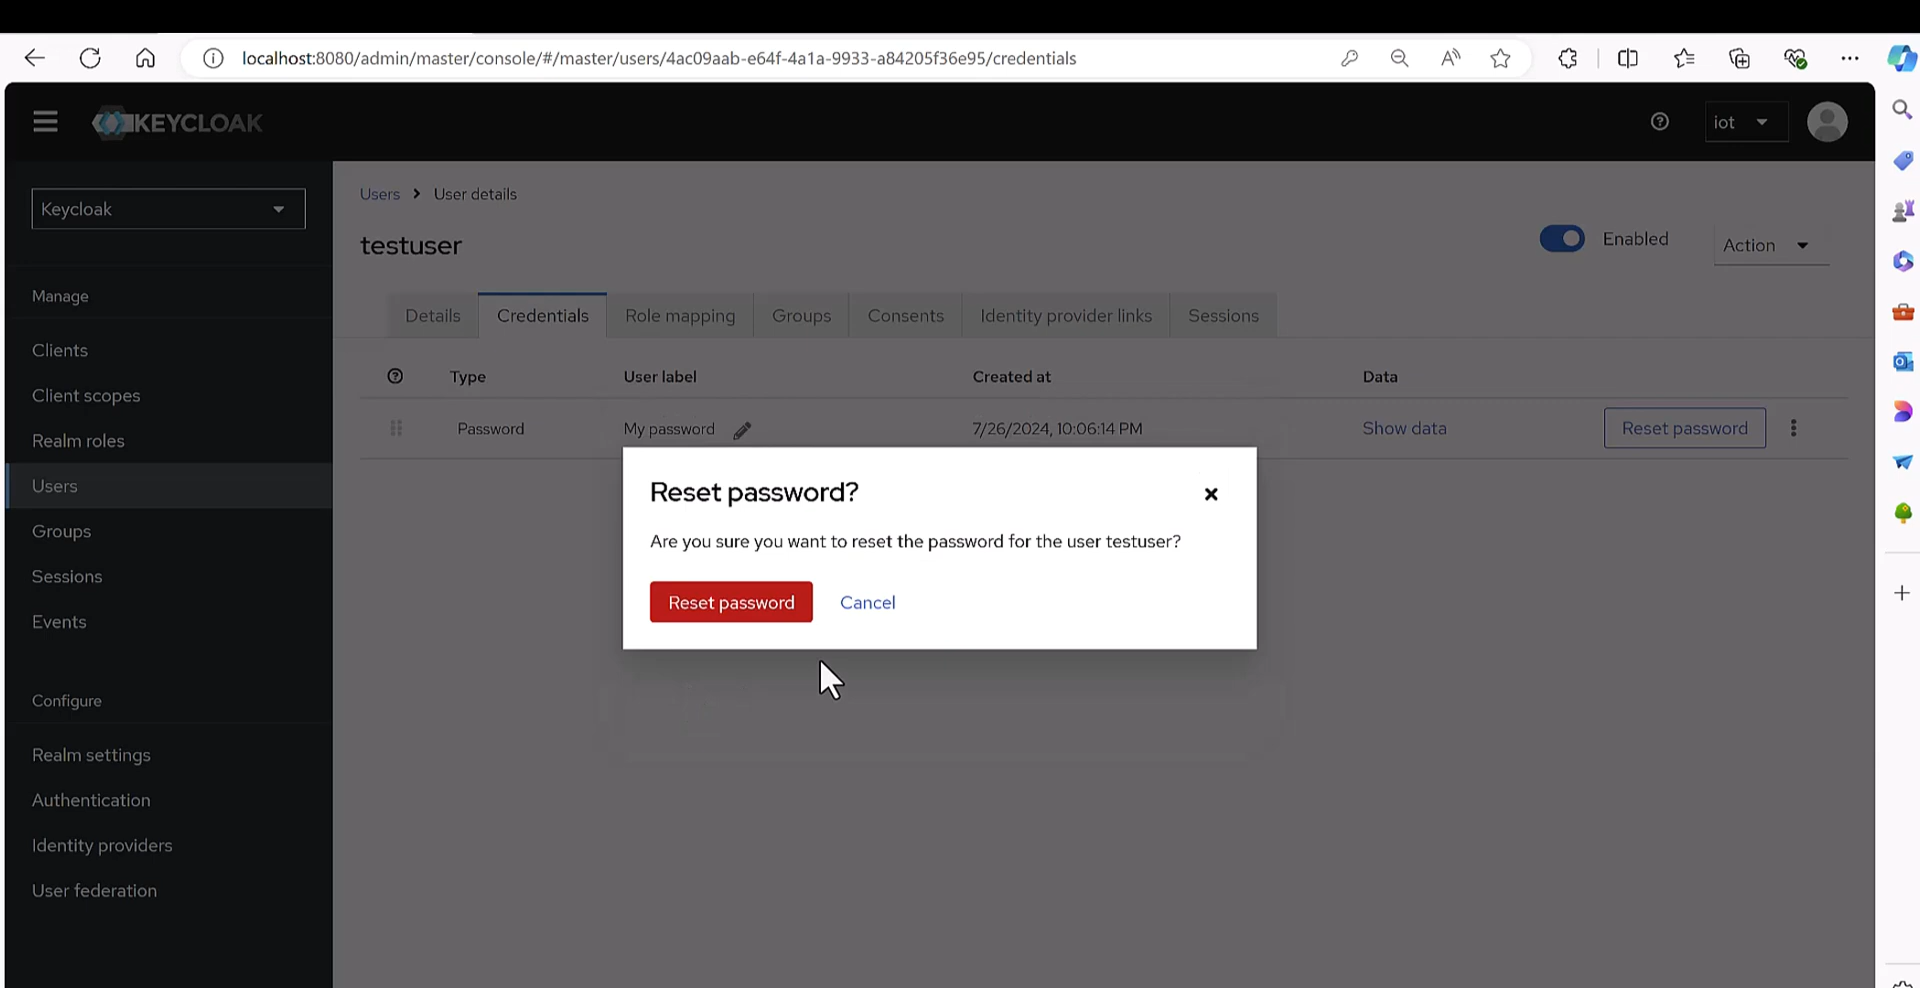 localhost:8080/admin/master/console/#/master/users/4ac09aab-e64f-4a1a-9933-a84205f36e95/credentials
KEYCLOAK
iot
Keycloak
Manage
Clients
Client scopes
Realm roles
Users
Groups
Sessions
Events
Configure
Realm settings
Authentication
Identity providers
User federation
Users > User details
testuser
Enabled
Action
Details Credentials Role mapping Groups Consents Identity provider links Sessions
Type User label Created at Data
Password My password 7/26/2024, 10:06:14 PM Show data Reset password
Reset password?
Are you sure you want to reset the password for the user testuser?
Reset password Cancel